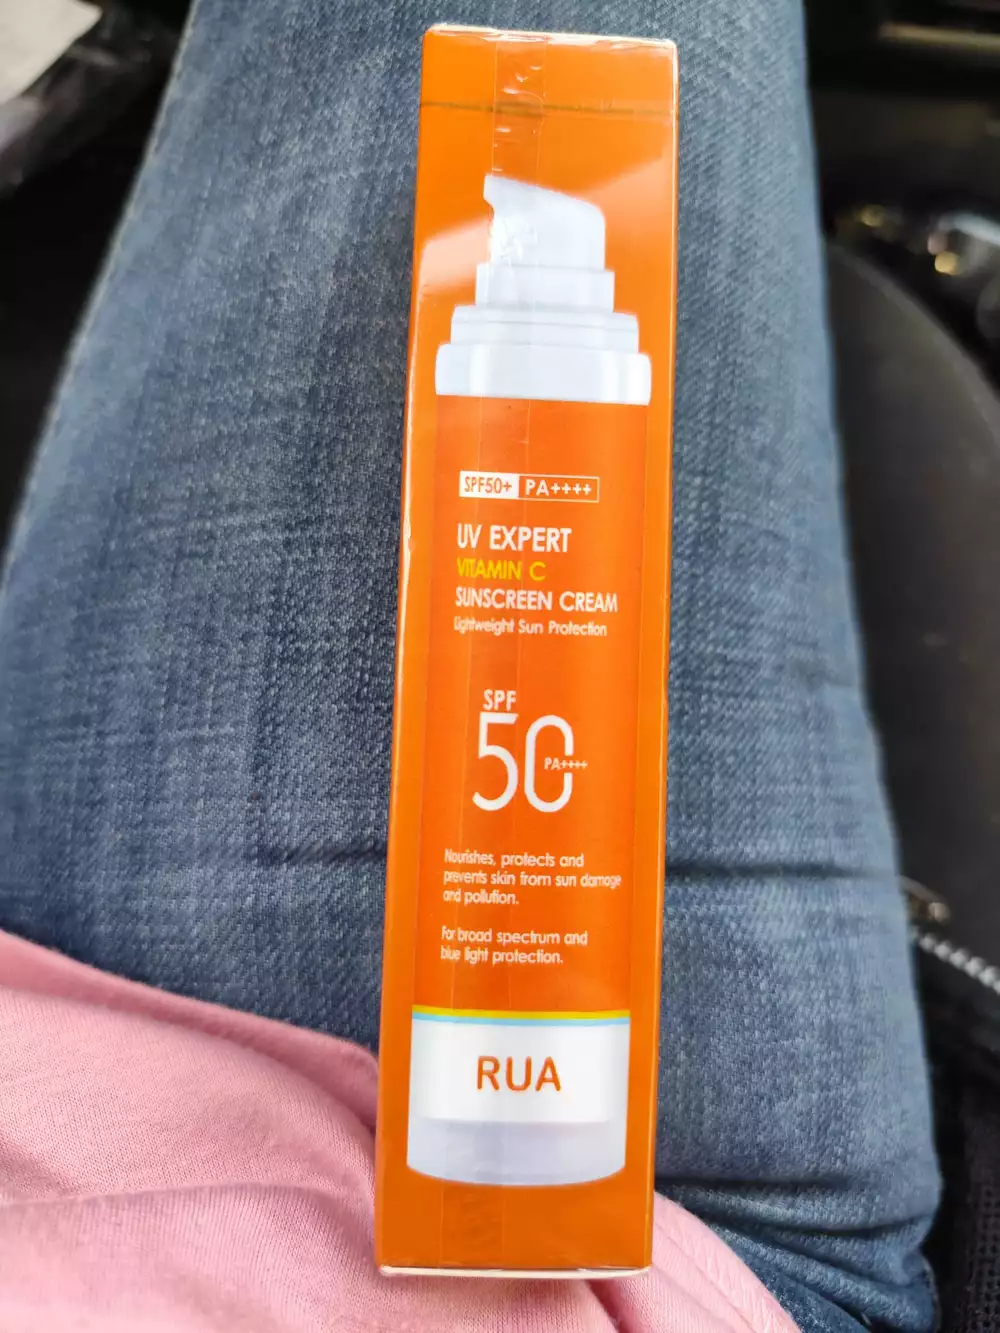 SPF50+ PA++++
UV EXPERT
VITAMIN C
SUNSCREEN CREAM
Lightweight Sun Protection
SPF
50
PA++++
Nourishes, protects and
prevents skin from sun damage
and pollution.
For broad spectrum and
blue light protection.
RUA